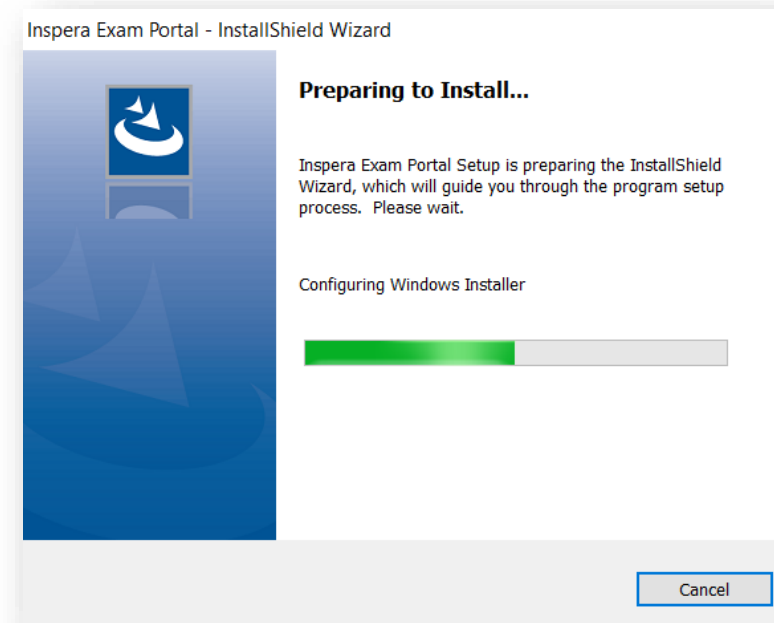 Inspera Exam Portal - InstallShield Wizard
Preparing to Install...
Inspera Exam Portal Setup is preparing the InstallShield
Wizard, which will guide you through the program setup
process.  Please wait.
Configuring Windows Installer
Cancel